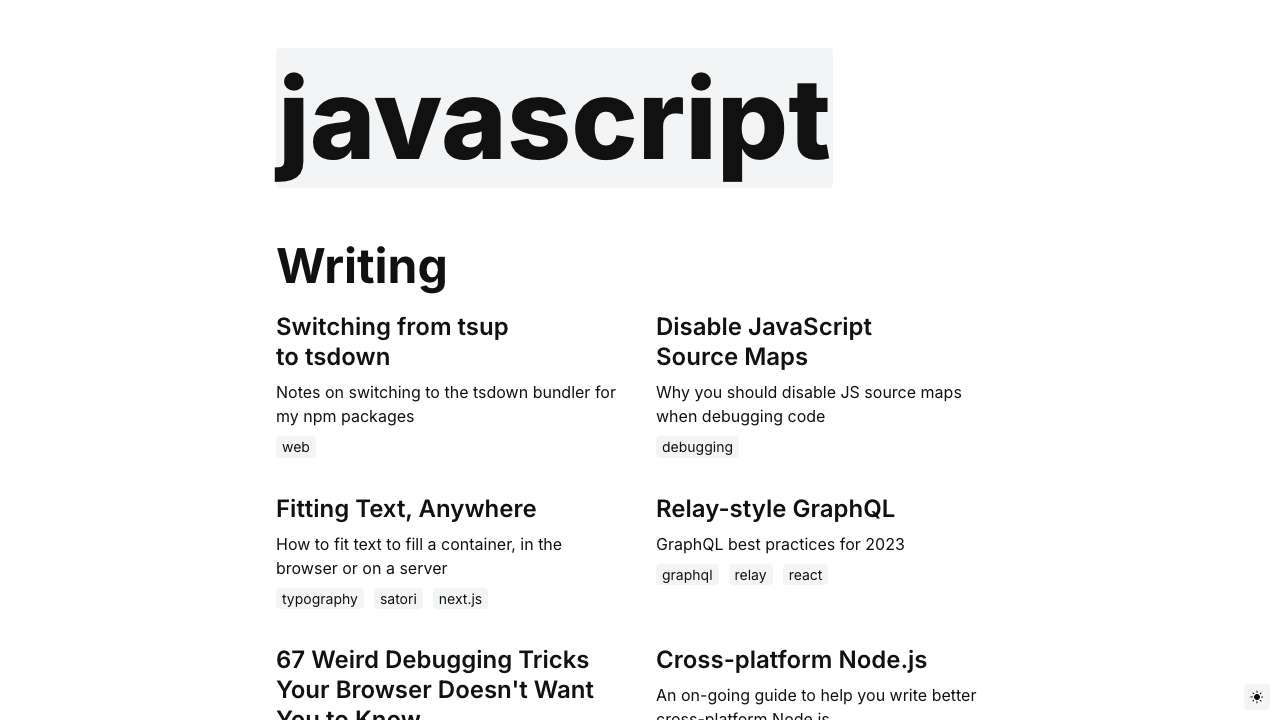 javascript
Writing
Switching from tsup
to tsdown
Notes on switching to the tsdown bundler for
my npm packages
web
Disable JavaScript
Source Maps
Why you should disable JS source maps
when debugging code
debugging
Fitting Text, Anywhere
How to fit text to fill a container, in the
browser or on a server
typography satori next.js
Relay-style GraphQL
GraphQL best practices for 2023
graphql relay react
67 Weird Debugging Tricks
Your Browser Doesn't Want
You to Know
Cross-platform Node.js
An on-going guide to help you write better
cross-platform Node.js